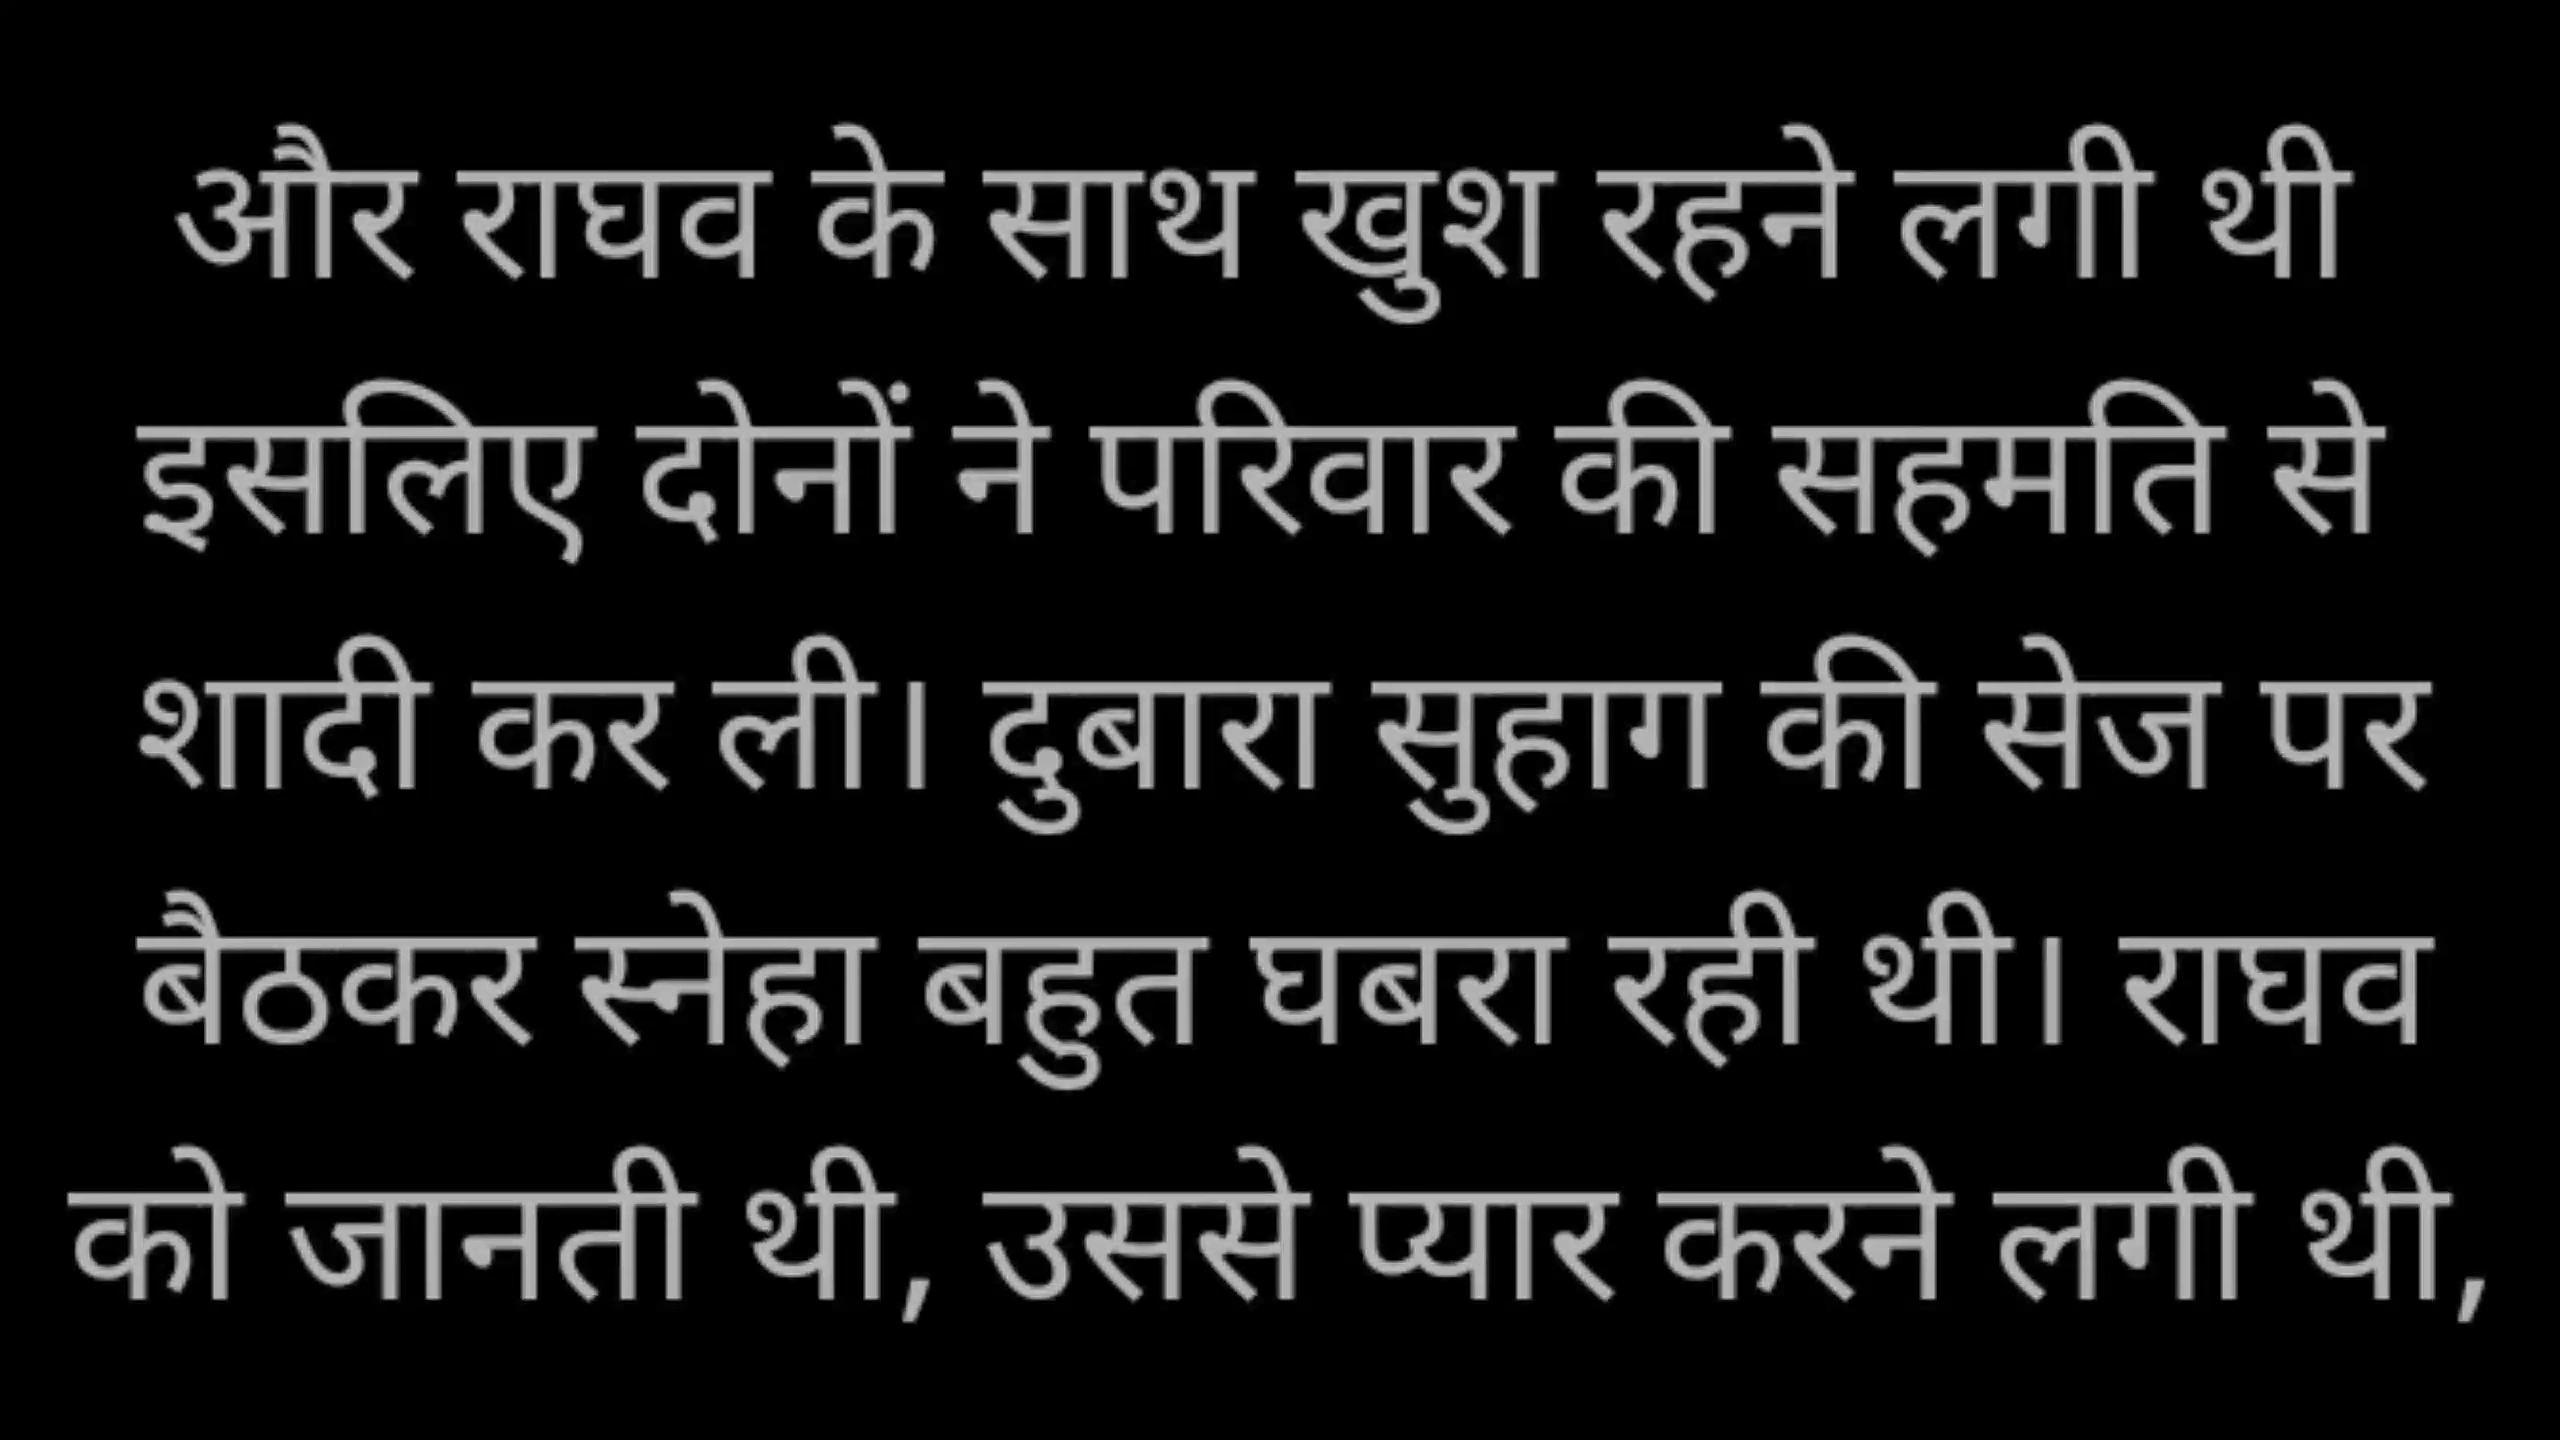 और राघव के साथ खुश रहने लगी थी
इसलिए दोनों ने परिवार की सहमति से
शादी कर ली। दुबारा सुहाग की सेज पर
बैठकर स्नेहा बहुत घबरा रही थी। राघव
को जानती थी, उससे प्यार करने लगी थी,